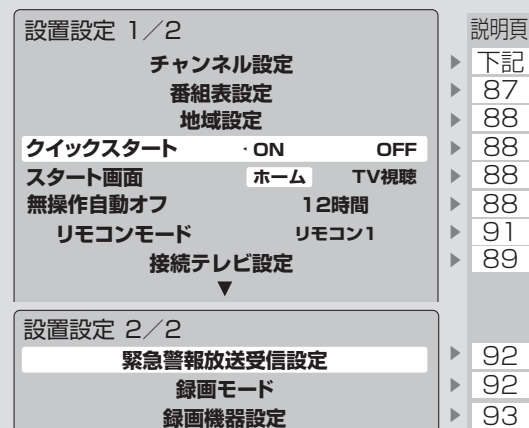 設置設定 1/2
説明頁
チャンネル設定 ▶ 下記
番組表設定 ▶ 87
地域設定 ▶ 88
クイックスタート ・ON OFF ▶ 88
スタート画面 ホーム TV視聴 ▶ 88
無操作自動オフ 12時間 ▶ 88
リモコンモード リモコン1 ▶ 91
接続テレビ設定 ▶ 89
▼
設置設定 2/2
緊急警報放送受信設定 ▶ 92
録画モード ▶ 92
録画機器設定 ▶ 93